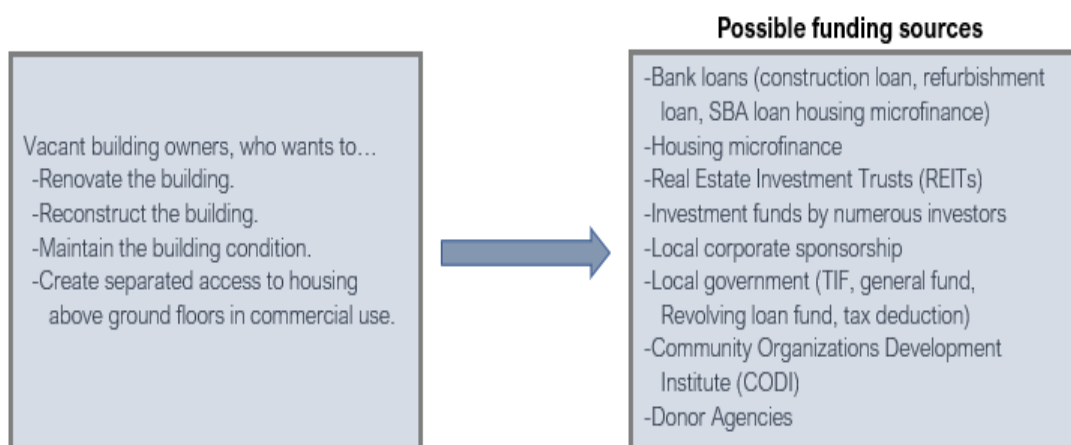 Possible funding sources
Vacant building owners, who wants to…
-Renovate the building.
-Reconstruct the building.
-Maintain the building condition.
-Create separated access to housing
above ground floors in commercial use.
-Bank loans (construction loan, refurbishment
loan, SBA loan housing microfinance)
-Housing microfinance
-Real Estate Investment Trusts (REITs)
-Investment funds by numerous investors
-Local corporate sponsorship
-Local government (TIF, general fund,
Revolving loan fund, tax deduction)
-Community Organizations Development
Institute (CODI)
-Donor Agencies